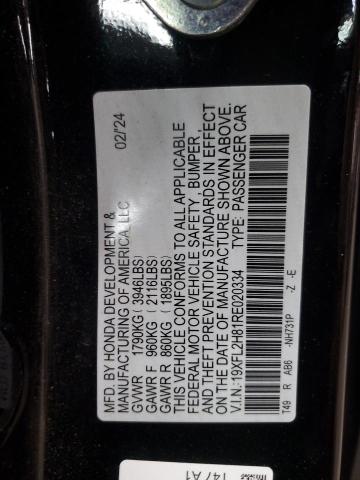 MFD BY HONDA DEVELOPMENT & 02/'24
MANUFACTURING OF AMERICA, LLC
GVWR 1790KG (3946LBS)
GAWR F 960KG (2116LBS)
GAWR R 860KG (1895LBS)
THIS VEHICLE CONFORMS TO ALL APPLICABLE
FEDERAL MOTOR VEHICLE SAFETY, BUMPER,
AND THEFT PREVENTION STANDARDS IN EFFECT
ON THE DATE OF MANUFACTURE SHOWN ABOVE.
V.I.N.:19XFL2H81RE020334 TYPE: PASSENGER CAR
T49 R AB6 -NH731P -Z -E
T47A1